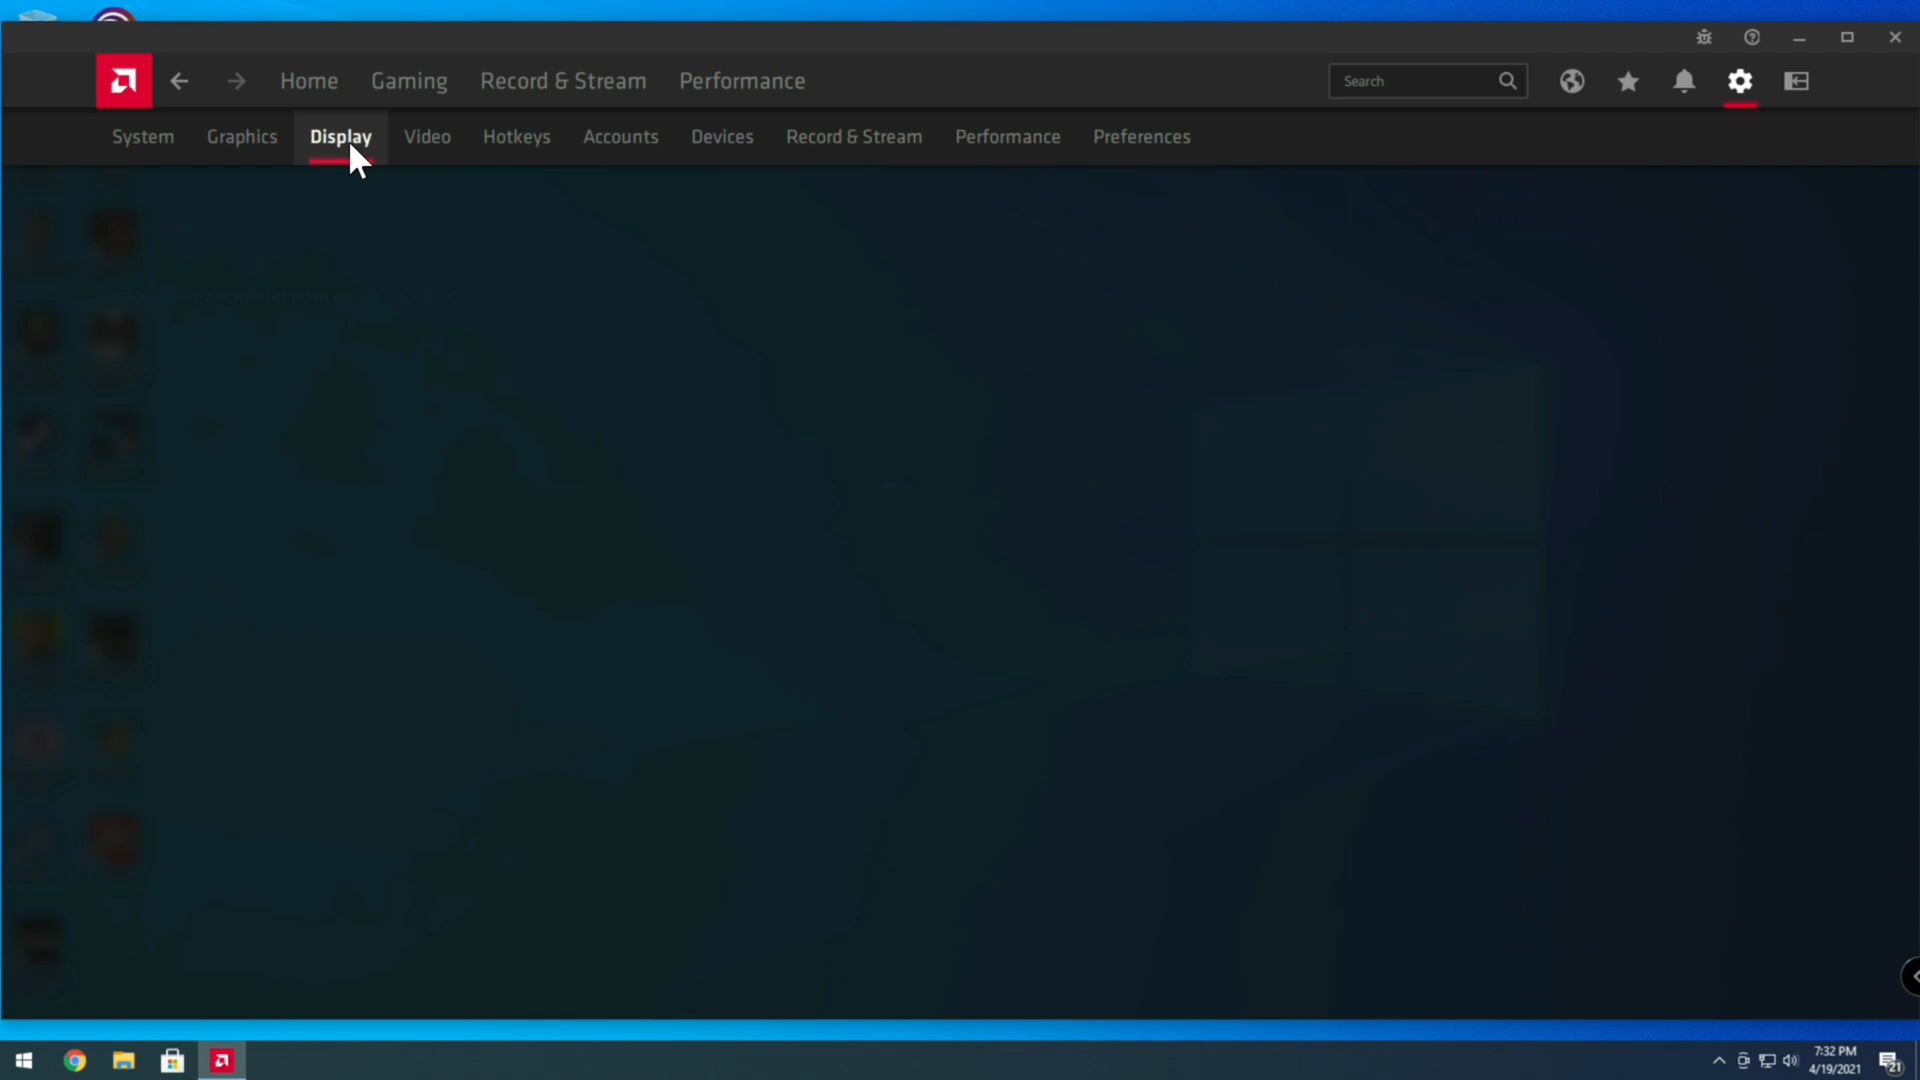 Home Gaming Record & Stream Performance Search
System Graphics Display Video Hotkeys Accounts Devices Record & Stream Performance Preferences
7:32 PM
4/19/2021
21